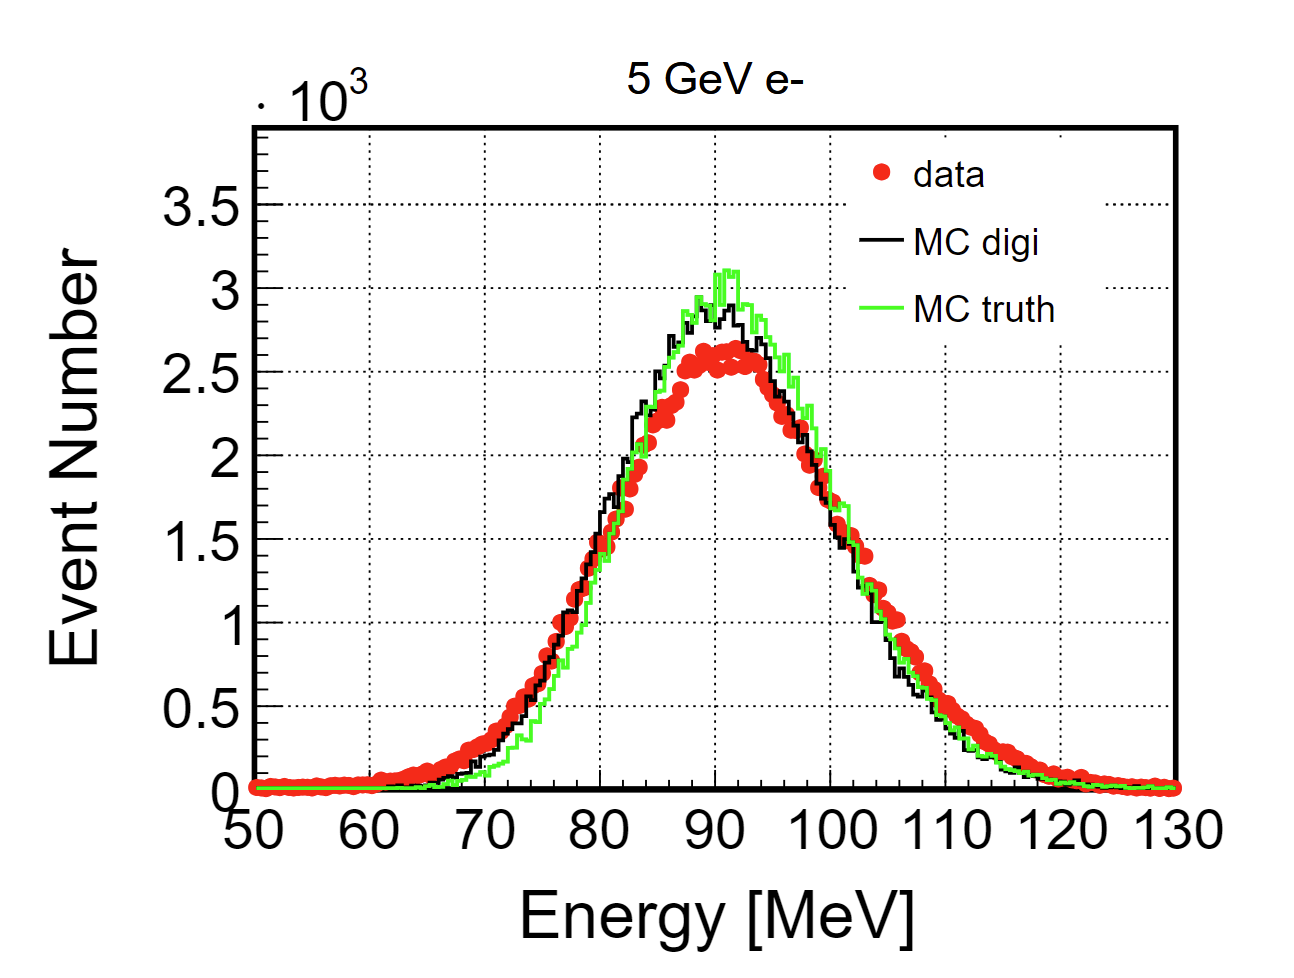 5 GeV e-
· 10³
data
MC digi
MC truth
3.5
3
2.5
2
1.5
1
0.5
0
Event Number
50 60 70 80 90 100 110 120 130
Energy [MeV]